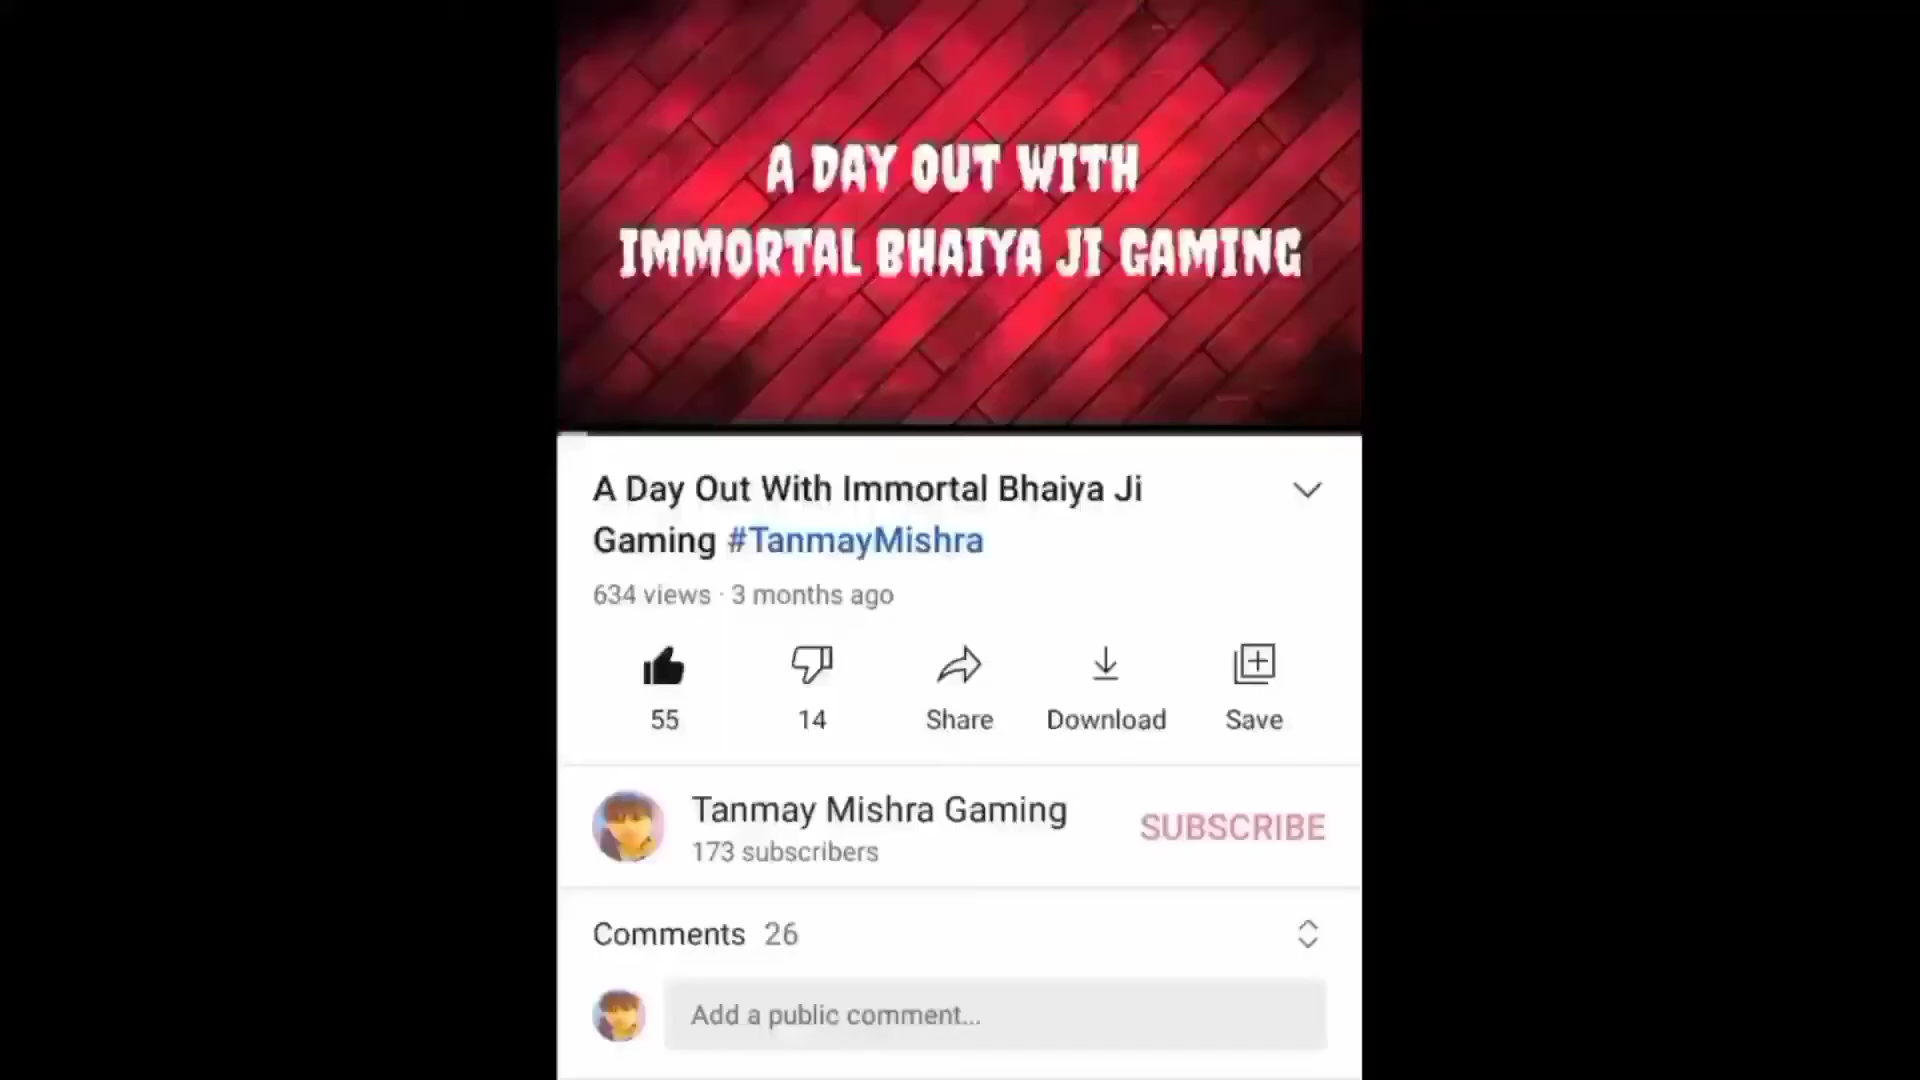 A DAY OUT WITH
IMMORTAL BHAIYA JI GAMING
A Day Out With Immortal Bhaiya Ji
Gaming #TanmayMishra
634 views · 3 months ago
55
14
Share
Download
Save
Tanmay Mishra Gaming
173 subscribers
SUBSCRIBE
Comments 26
Add a public comment...